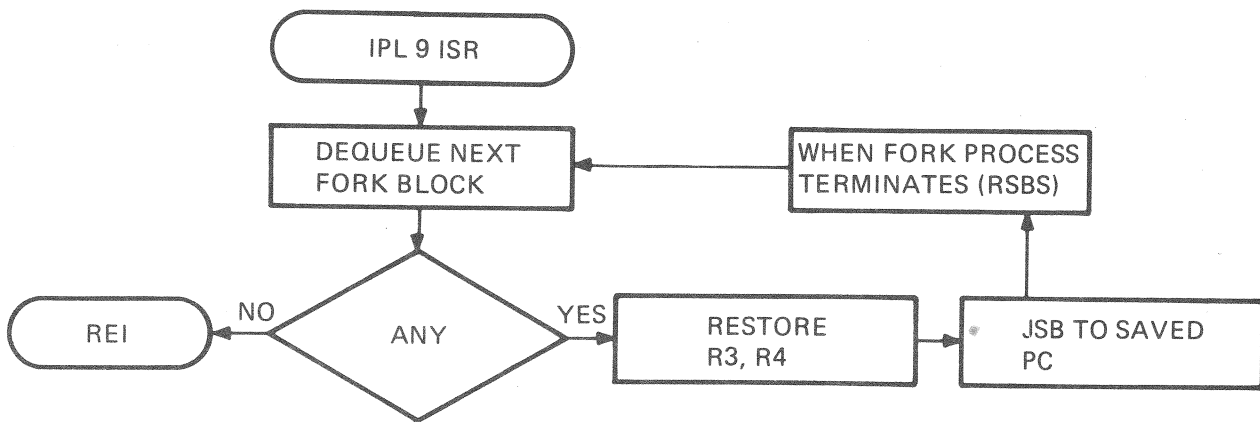 IPL 9 ISR
DEQUEUE NEXT
FORK BLOCK
WHEN FORK PROCESS
TERMINATES (RSBS)
NO
YES
REI
ANY
RESTORE
R3, R4
JSB TO SAVED
PC